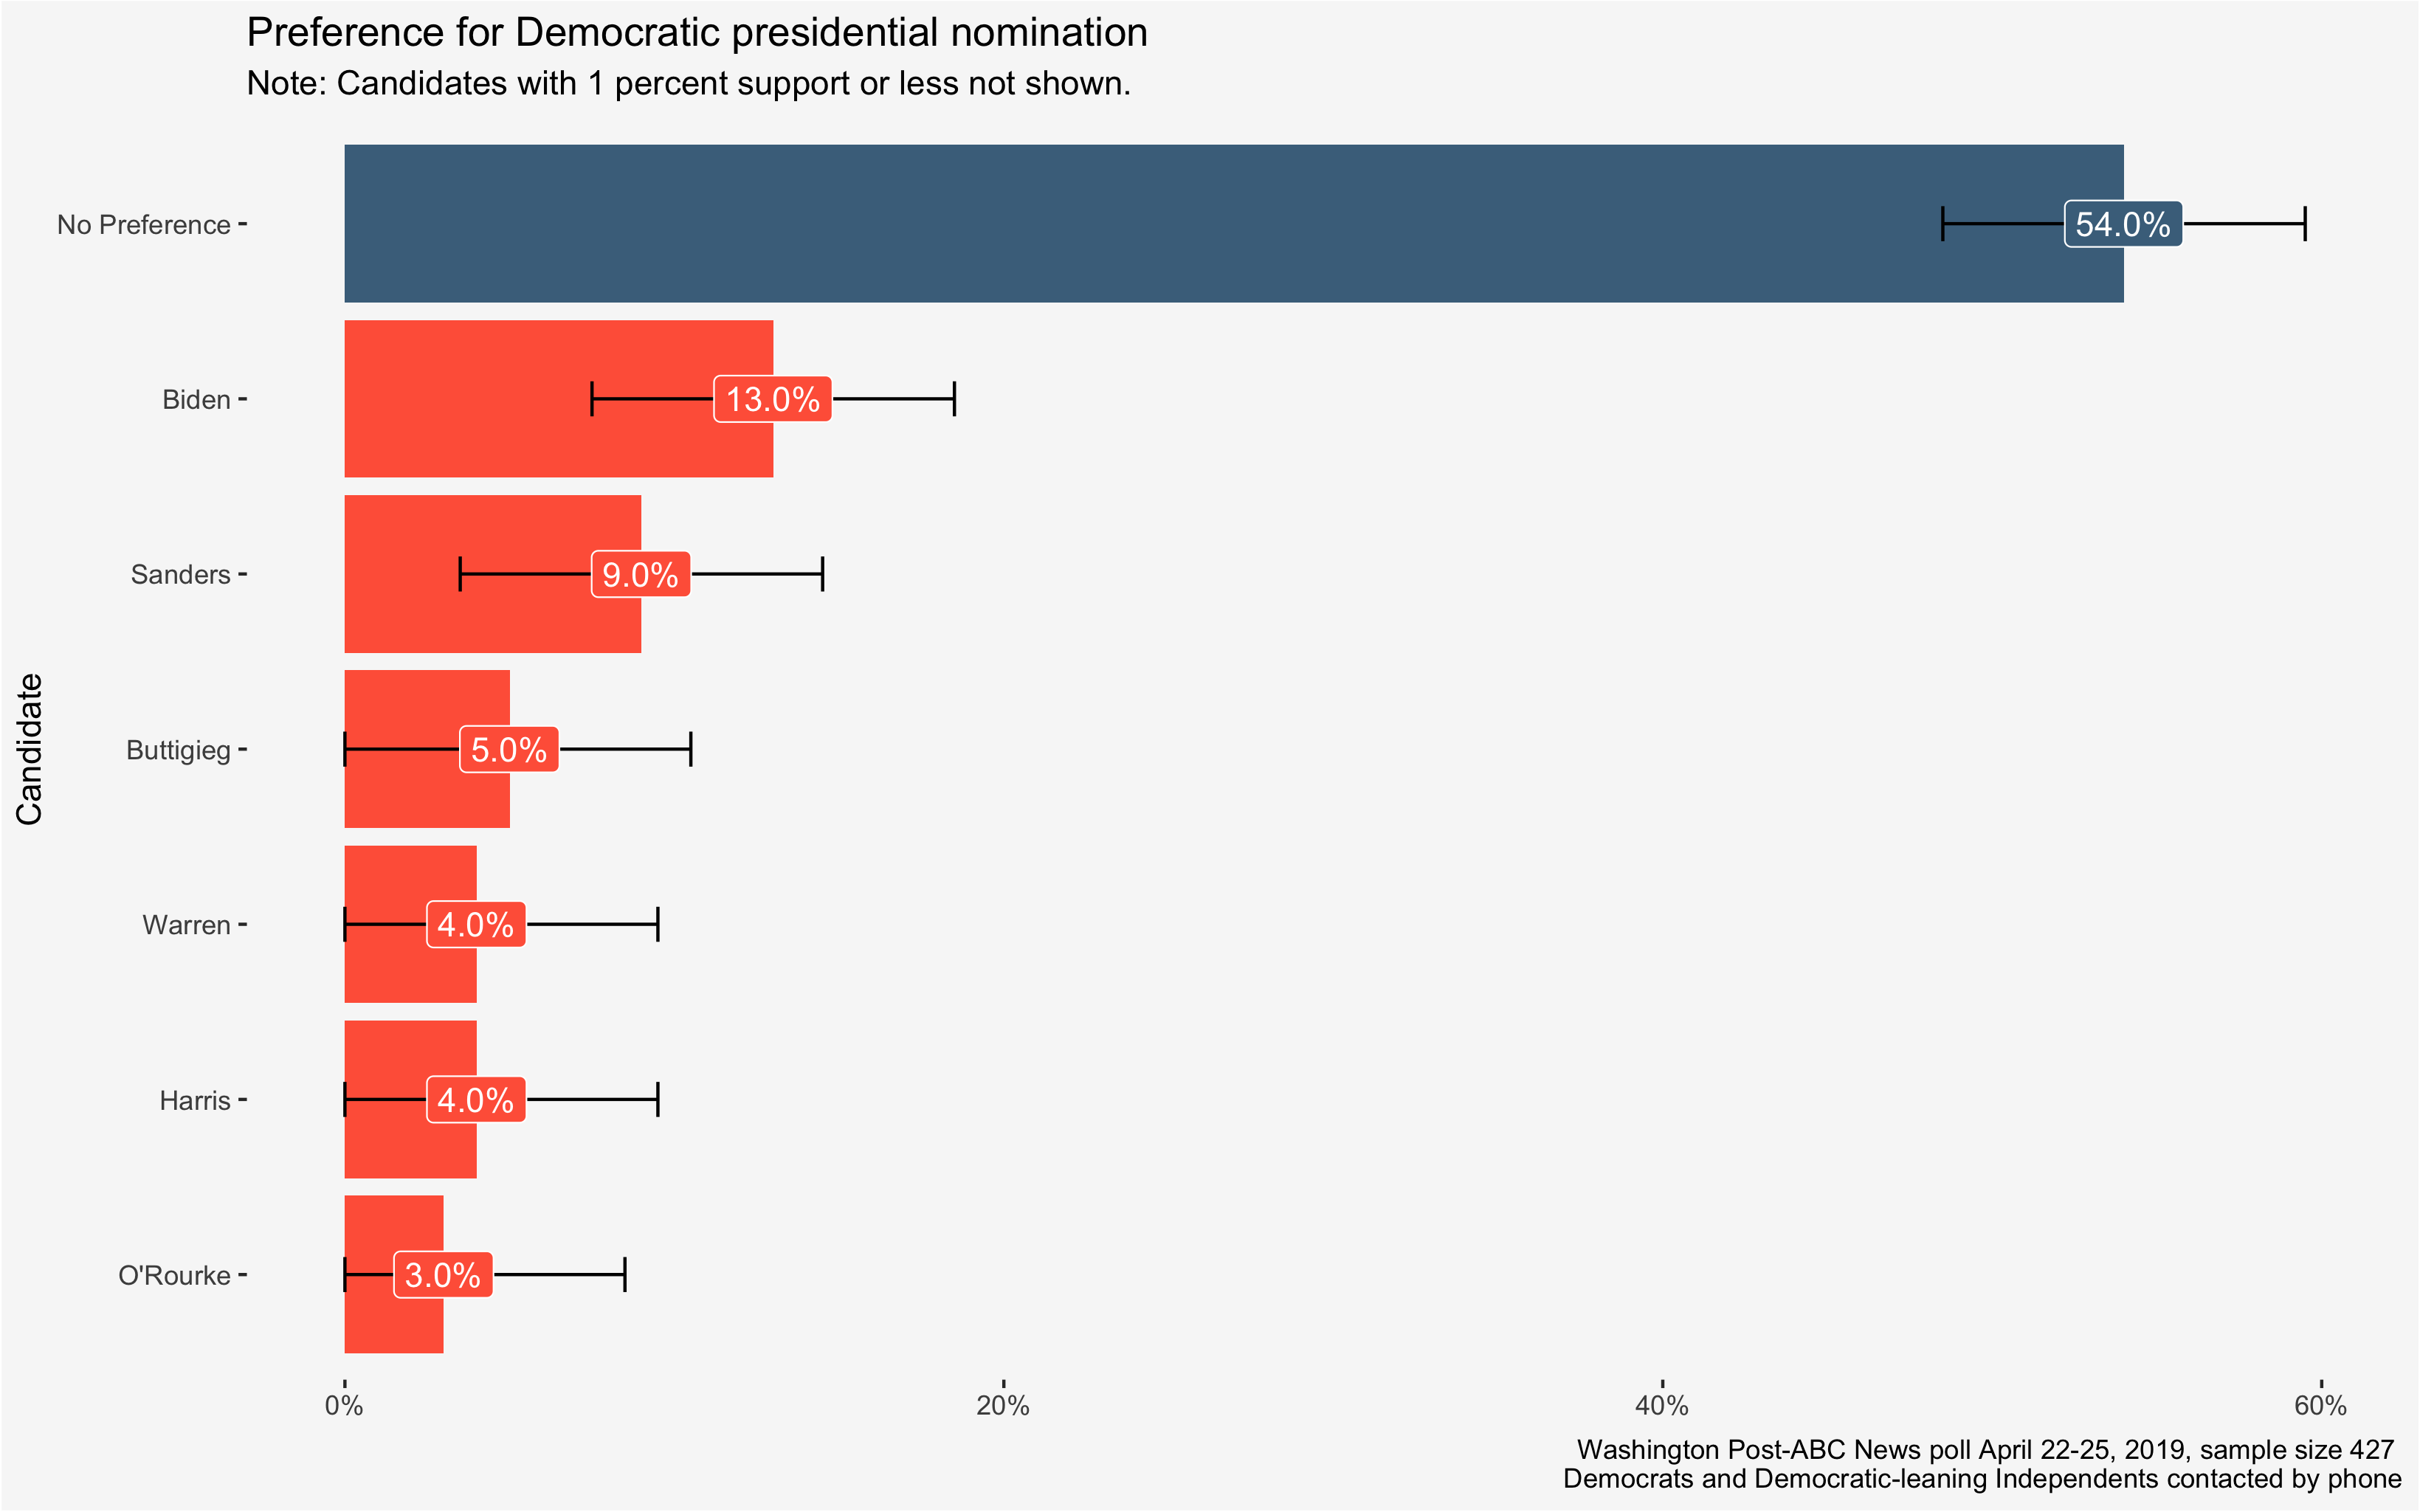 Preference for Democratic presidential nomination
Note: Candidates with 1 percent support or less not shown.
No Preference
54.0%
Biden
13.0%
Sanders
9.0%
Buttigieg
5.0%
Candidate
Warren
4.0%
Harris
4.0%
O'Rourke
3.0%
0%
20%
40%
60%
Washington Post-ABC News poll April 22-25, 2019, sample size 427
Democrats and Democratic-leaning Independents contacted by phone